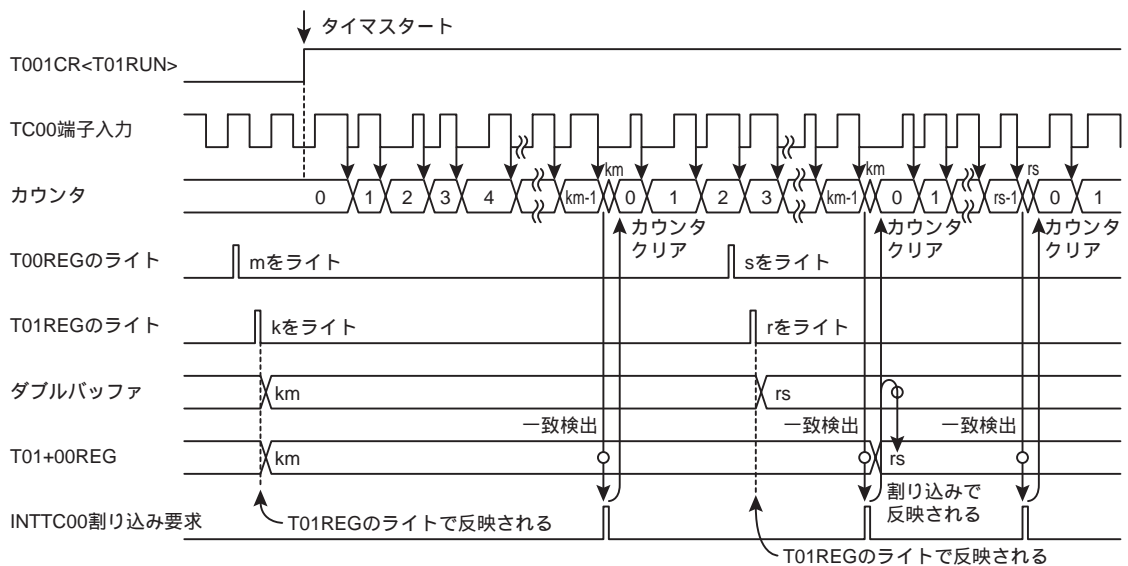 タイマスタート
T001CR<T01RUN>
TC00端子入力
カウンタ
0 1 2 3 4 km-1 km 0 1 2 3 km-1 km 0 1 rs-1 rs 0 1
カウンタ
クリア
カウンタ
クリア
カウンタ
クリア
T00REGのライト
mをライト
sをライト
T01REGのライト
kをライト
rをライト
ダブルバッファ
km
rs
一致検出
一致検出
一致検出
T01+00REG
km
rs
割り込みで
反映される
INTTC00割り込み要求
T01REGのライトで反映される
T01REGのライトで反映される